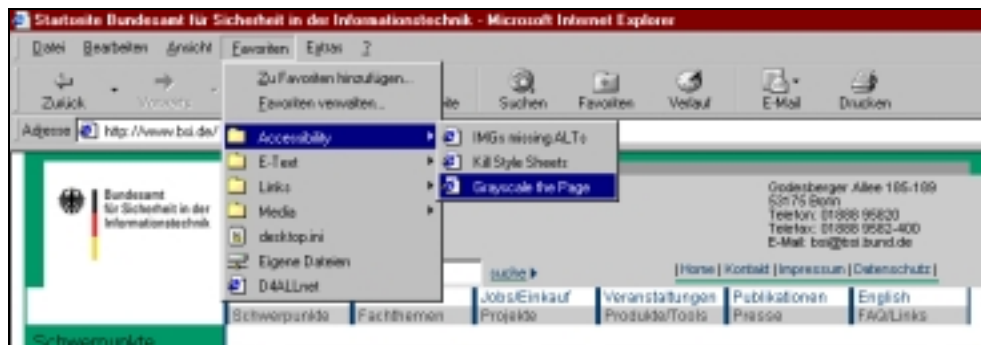 Startseite Bundesamt für Sicherheit in der Informationstechnik - Microsoft Internet Explorer
Datei Bearbeiten Ansicht Favoriten Extras ?
Zu Favoriten hinzufügen...
Favoriten verwalten...
Zurück Vorwärts Suchen Favoriten Verlauf E-Mail Drucken
Adresse http://www.bsi.de/
Accessibility
E-Text
Links
Media
desktop.ini
Eigene Dateien
D4ALLnet
IMGs missing ALTs
Kill Style Sheets
Grayscale the Page
Bundesamt
für Sicherheit in der
Informationstechnik
Godesberger Allee 185-189
53175 Bonn
Telefon: 01888 95820
Telefax: 01888 9582-400
E-Mail: bsi@bsi.bund.de
suche
| Home | Kontakt | Impressum | Datenschutz |
Jobs/Einkauf Veranstaltungen Publikationen English
Schwerpunkte Fachthemen Projekte Produkte/Tools Presse FAQ/Links
Schwerpunkte